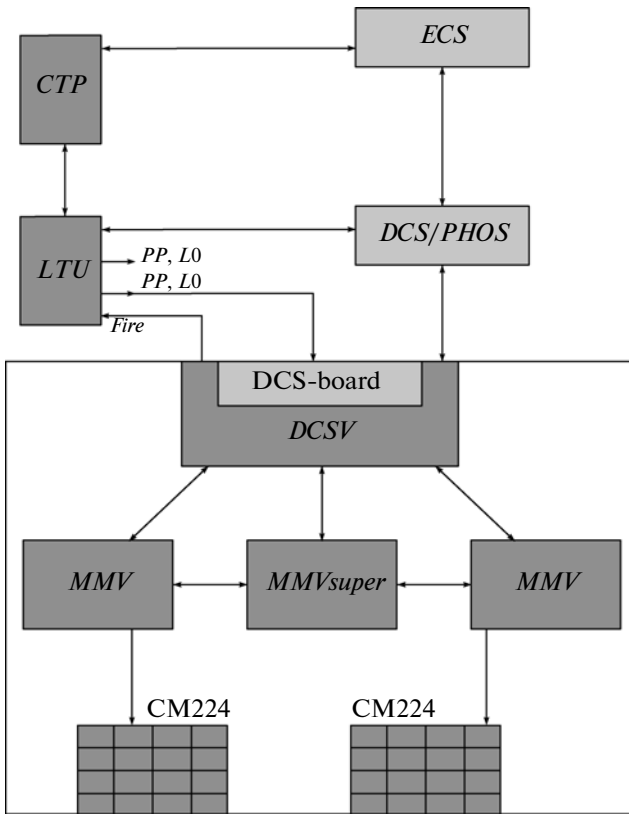 ECS
CTP
DCS/PHOS
LTU
PP, L0
PP, L0
Fire
DCS-board
DCSV
MMV
MMVsuper
MMV
CM224
CM224